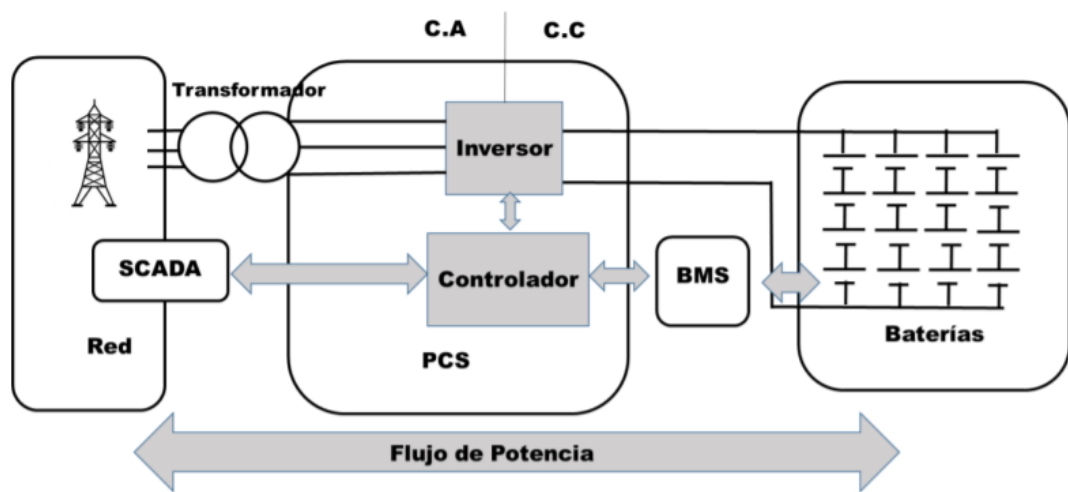 C.A
C.C
Transformador
Inversor
SCADA
Controlador
BMS
Red
PCS
Baterías
Flujo de Potencia